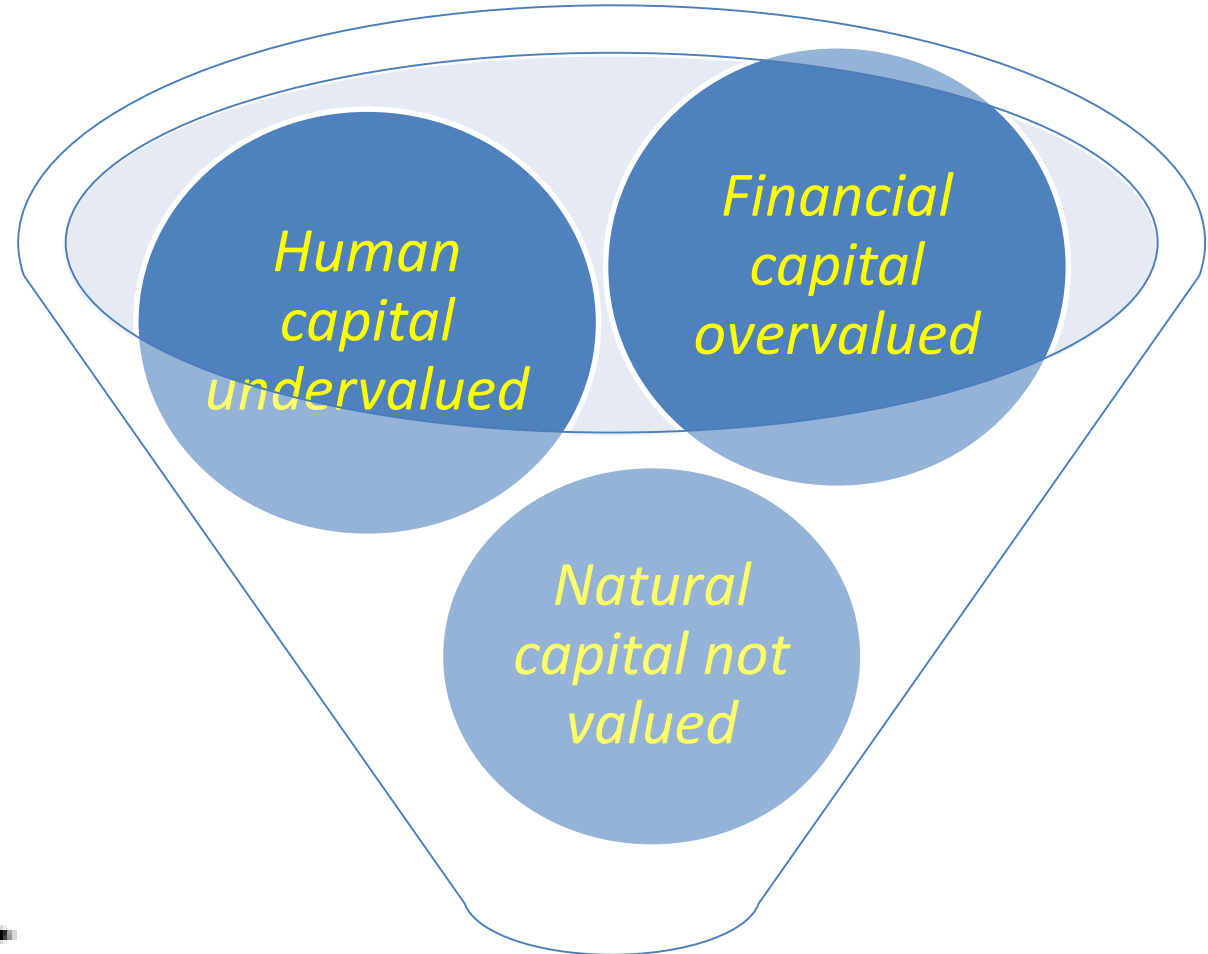 Human
capital
undervalued
Financial
capital
overvalued
Natural
capital not
valued